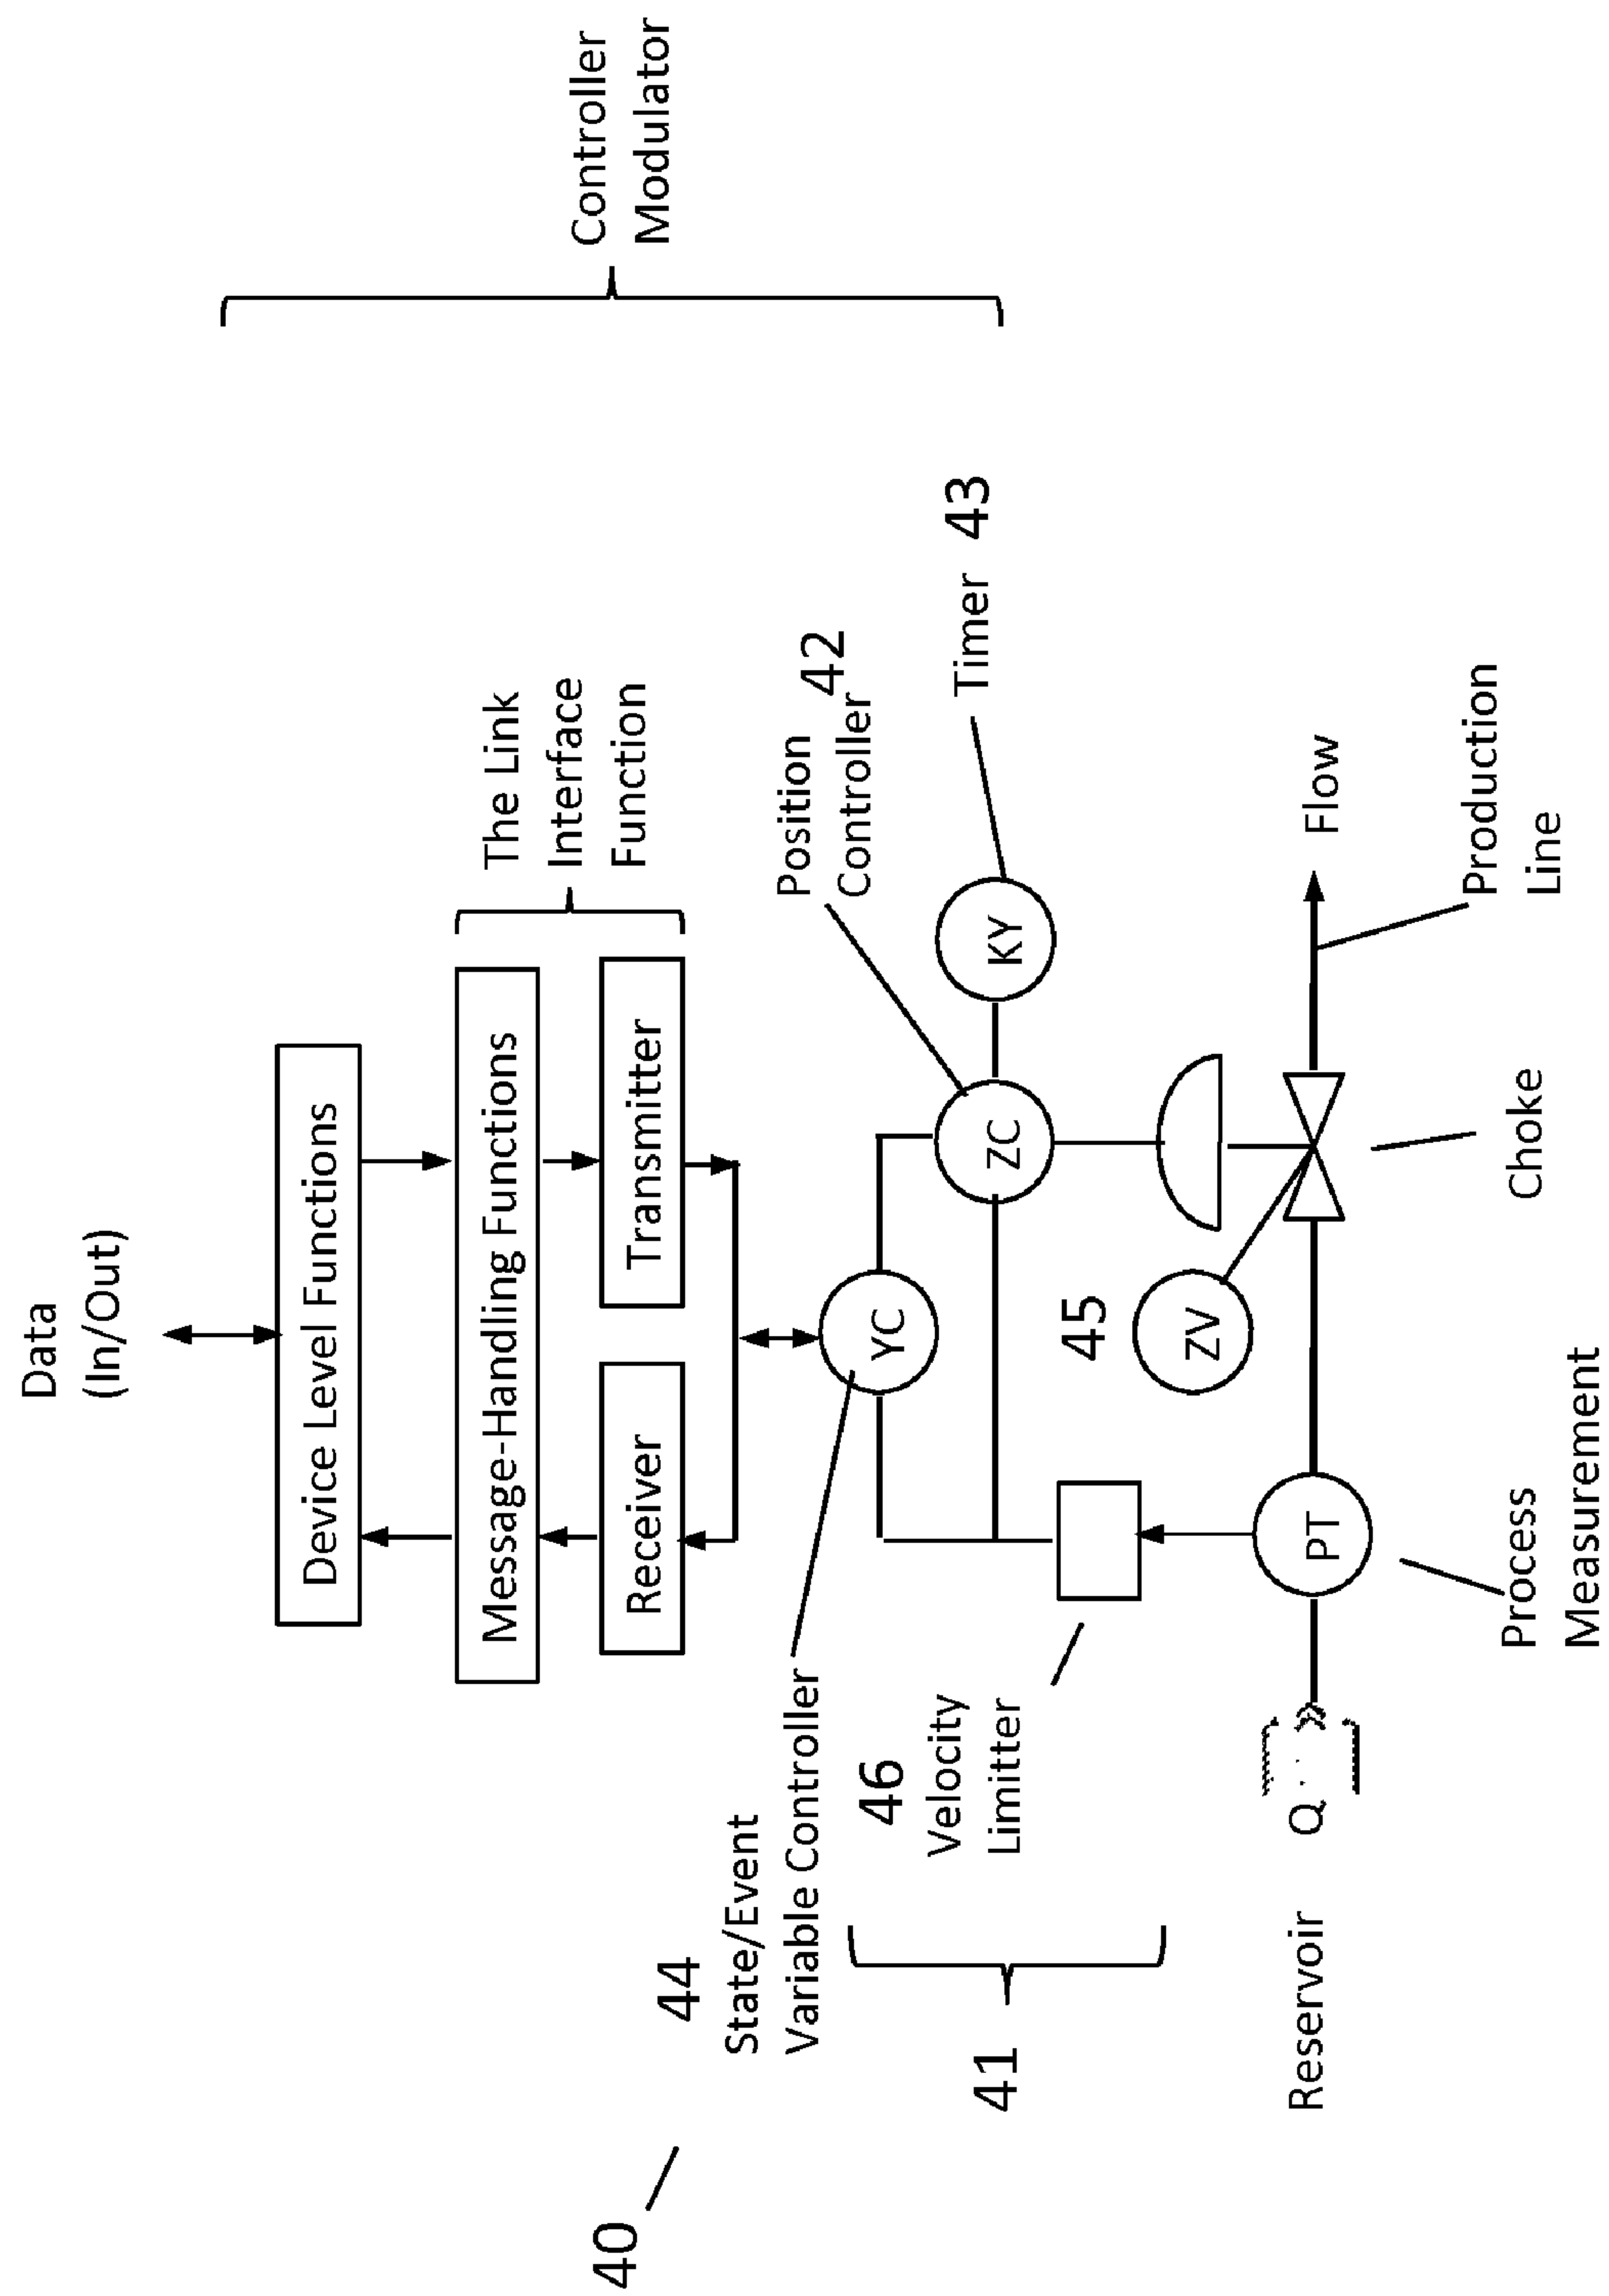 Data
(In/Out)
Device Level Functions
Controller
Modulator
Message-Handling Functions
The Link
Interface
Function
Receiver
Transmitter
44
State/Event
Variable Controller
YC
Position
Controller
42
46
Velocity
Limitter
ZC
KY
Timer
43
41
45
ZV
40
Reservoir
Q
PT
Flow
Process
Measurement
Choke
Production
Line